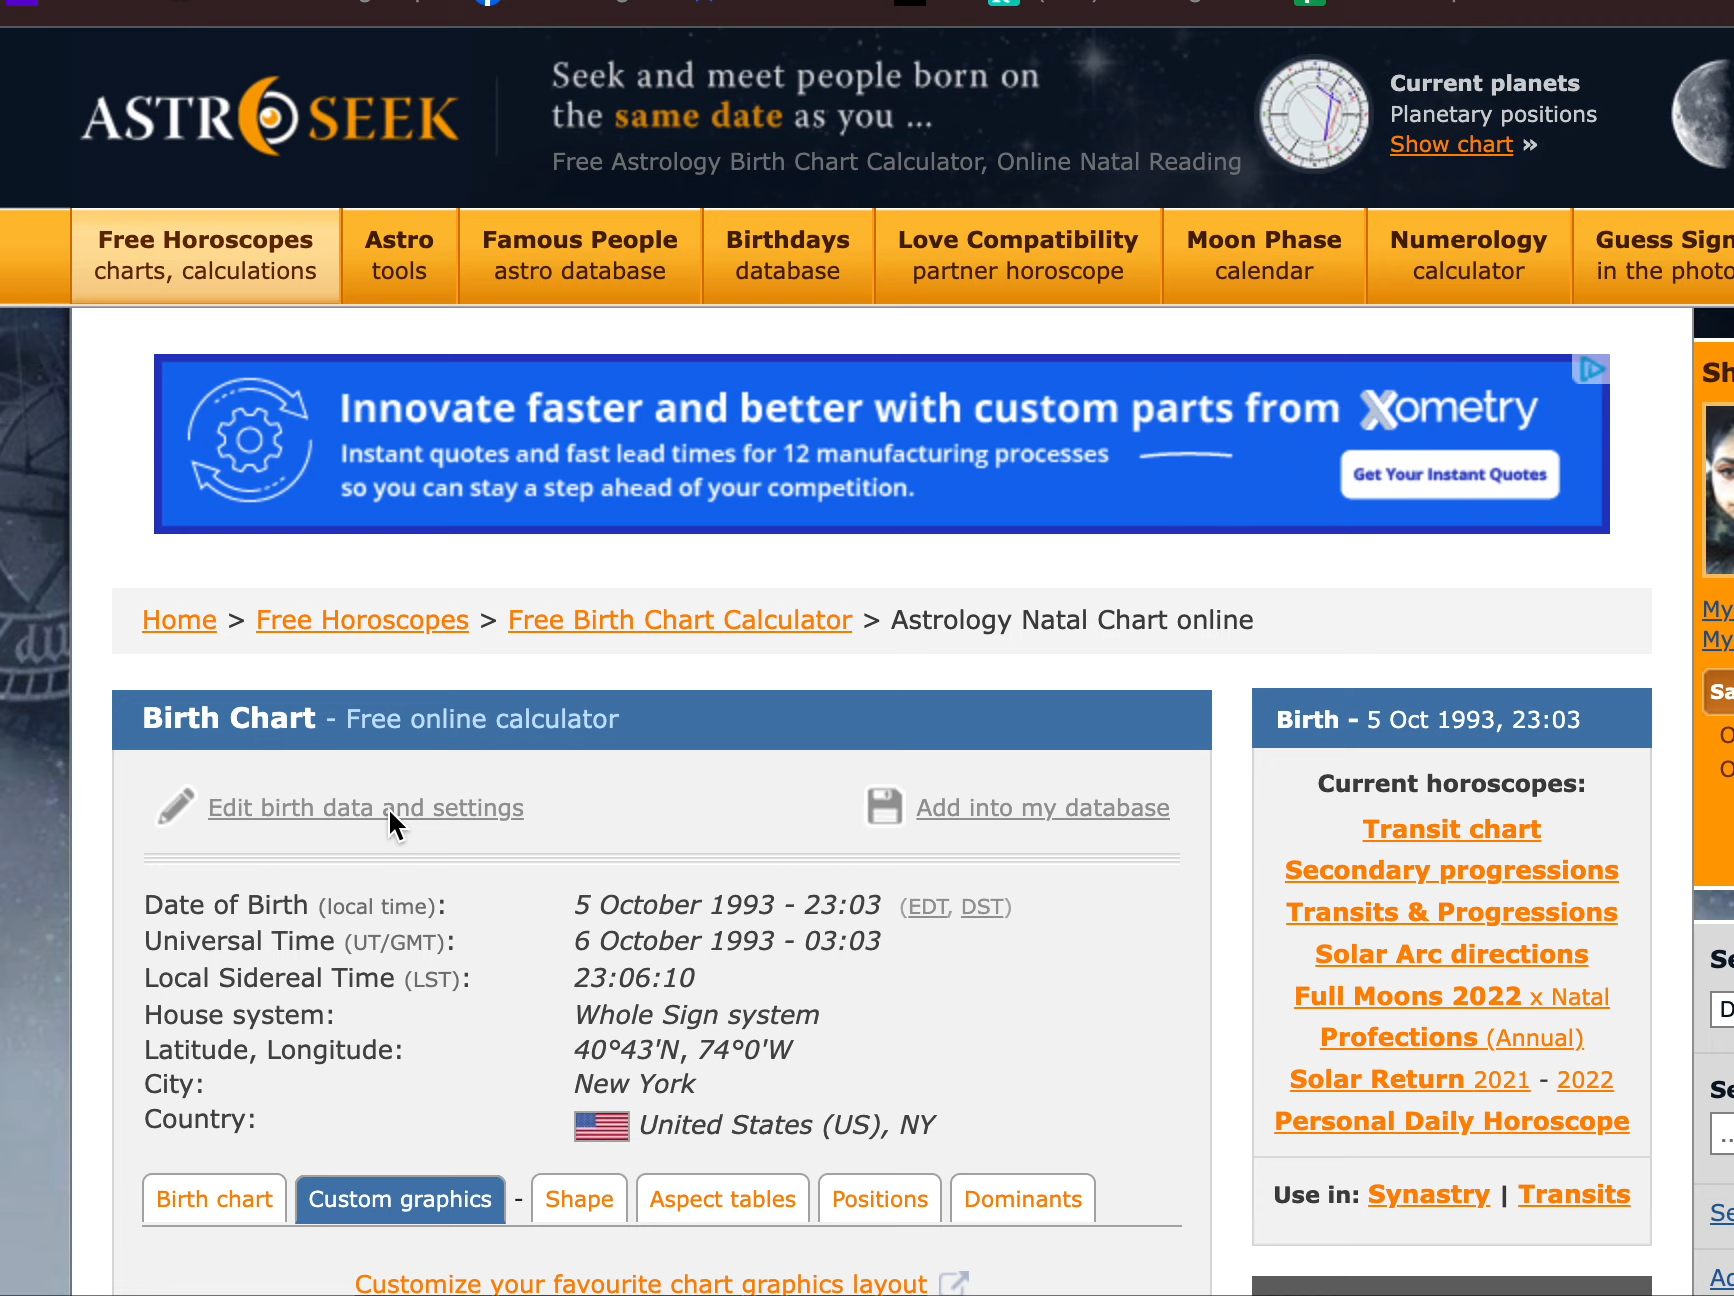 ASTROSEEK
Seek and meet people born on
the same date as you ...
Free Astrology Birth Chart Calculator, Online Natal Reading
Current planets
Planetary positions
Show chart »
Free Horoscopes
charts, calculations
Astro
tools
Famous People
astro database
Birthdays
database
Love Compatibility
partner horoscope
Moon Phase
calendar
Numerology
calculator
Guess Sign
in the photo
Innovate faster and better with custom parts from Xometry
Instant quotes and fast lead times for 12 manufacturing processes
so you can stay a step ahead of your competition.
Get Your Instant Quotes
Home > Free Horoscopes > Free Birth Chart Calculator > Astrology Natal Chart online
Birth Chart - Free online calculator
Edit birth data and settings
Add into my database
Date of Birth (local time): 5 October 1993 - 23:03 (EDT, DST)
Universal Time (UT/GMT): 6 October 1993 - 03:03
Local Sidereal Time (LST): 23:06:10
House system: Whole Sign system
Latitude, Longitude: 40°43'N, 74°0'W
City: New York
Country: United States (US), NY
Birth chart
Custom graphics -
Shape
Aspect tables
Positions
Dominants
Customize your favourite chart graphics layout
Birth - 5 Oct 1993, 23:03
Current horoscopes:
Transit chart
Secondary progressions
Transits & Progressions
Solar Arc directions
Full Moons 2022 x Natal
Profections (Annual)
Solar Return 2021 - 2022
Personal Daily Horoscope
Use in: Synastry | Transits
My
My